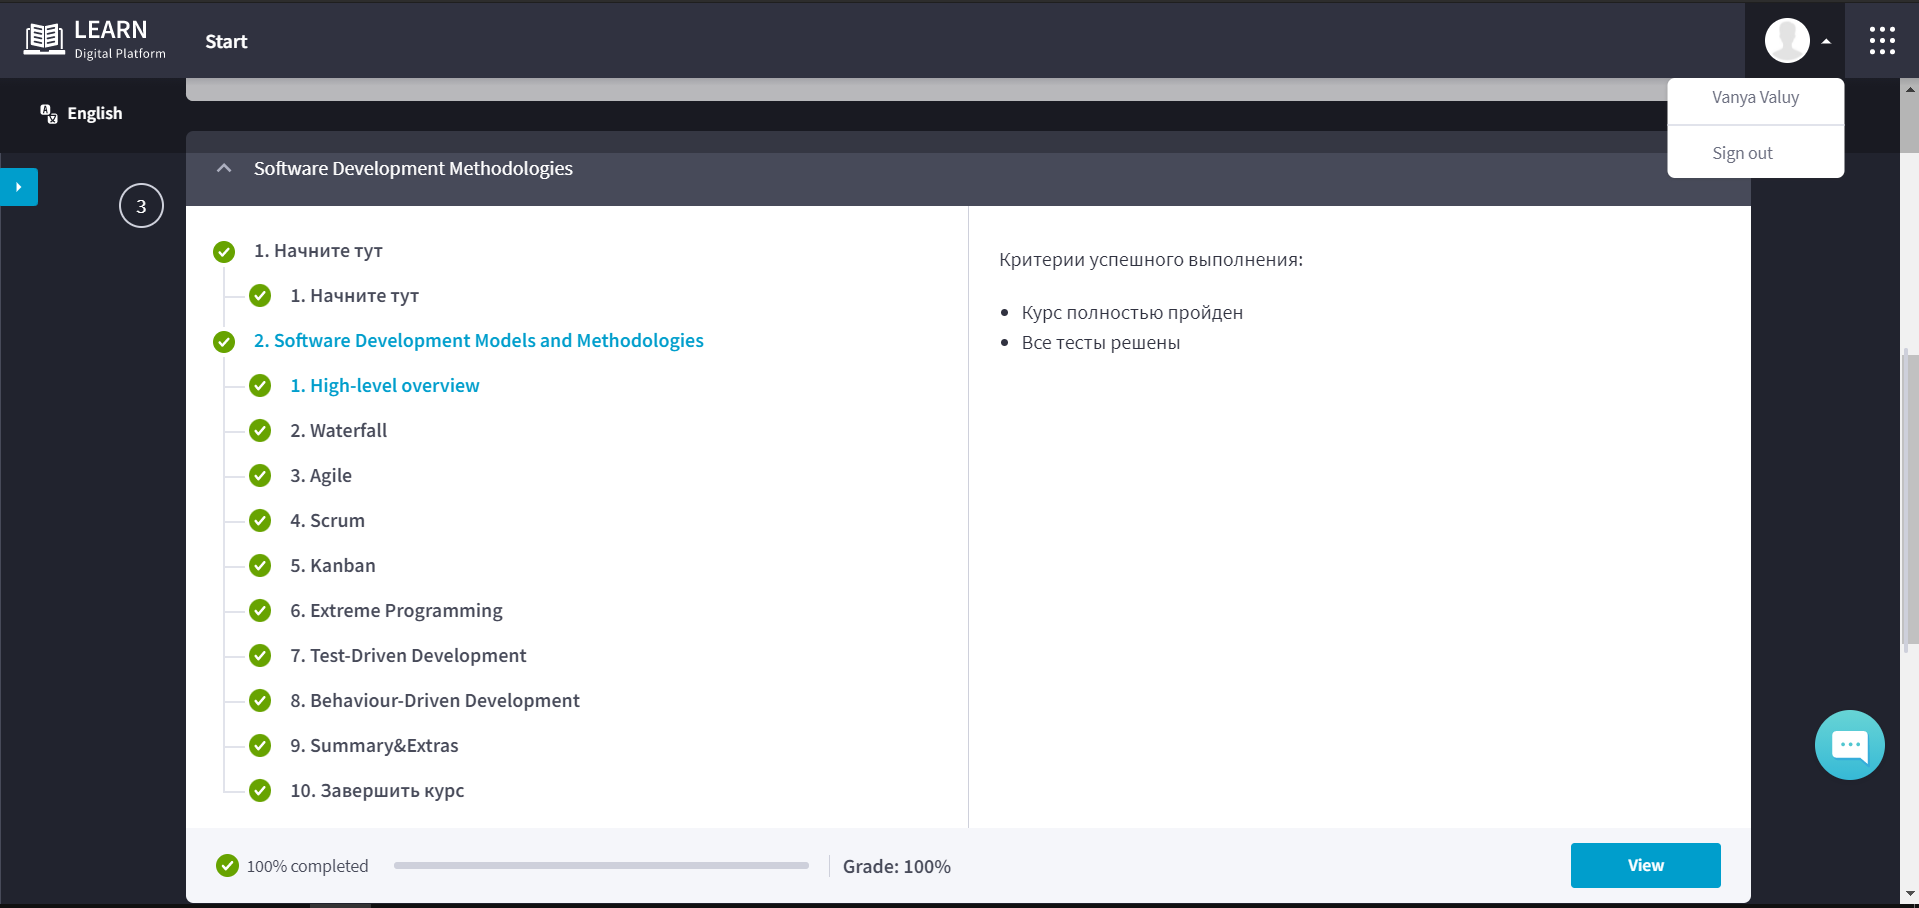 LEARN
Digital Platform
Start
Vanya Valuy
Sign out
English
3
Software Development Methodologies
1. Начните тут
1. Начните тут
2. Software Development Models and Methodologies
1. High-level overview
2. Waterfall
3. Agile
4. Scrum
5. Kanban
6. Extreme Programming
7. Test-Driven Development
8. Behaviour-Driven Development
9. Summary&Extras
10. Завершить курс
Критерии успешного выполнения:
Курс полностью пройден
Все тесты решены
100% completed
Grade: 100%
View